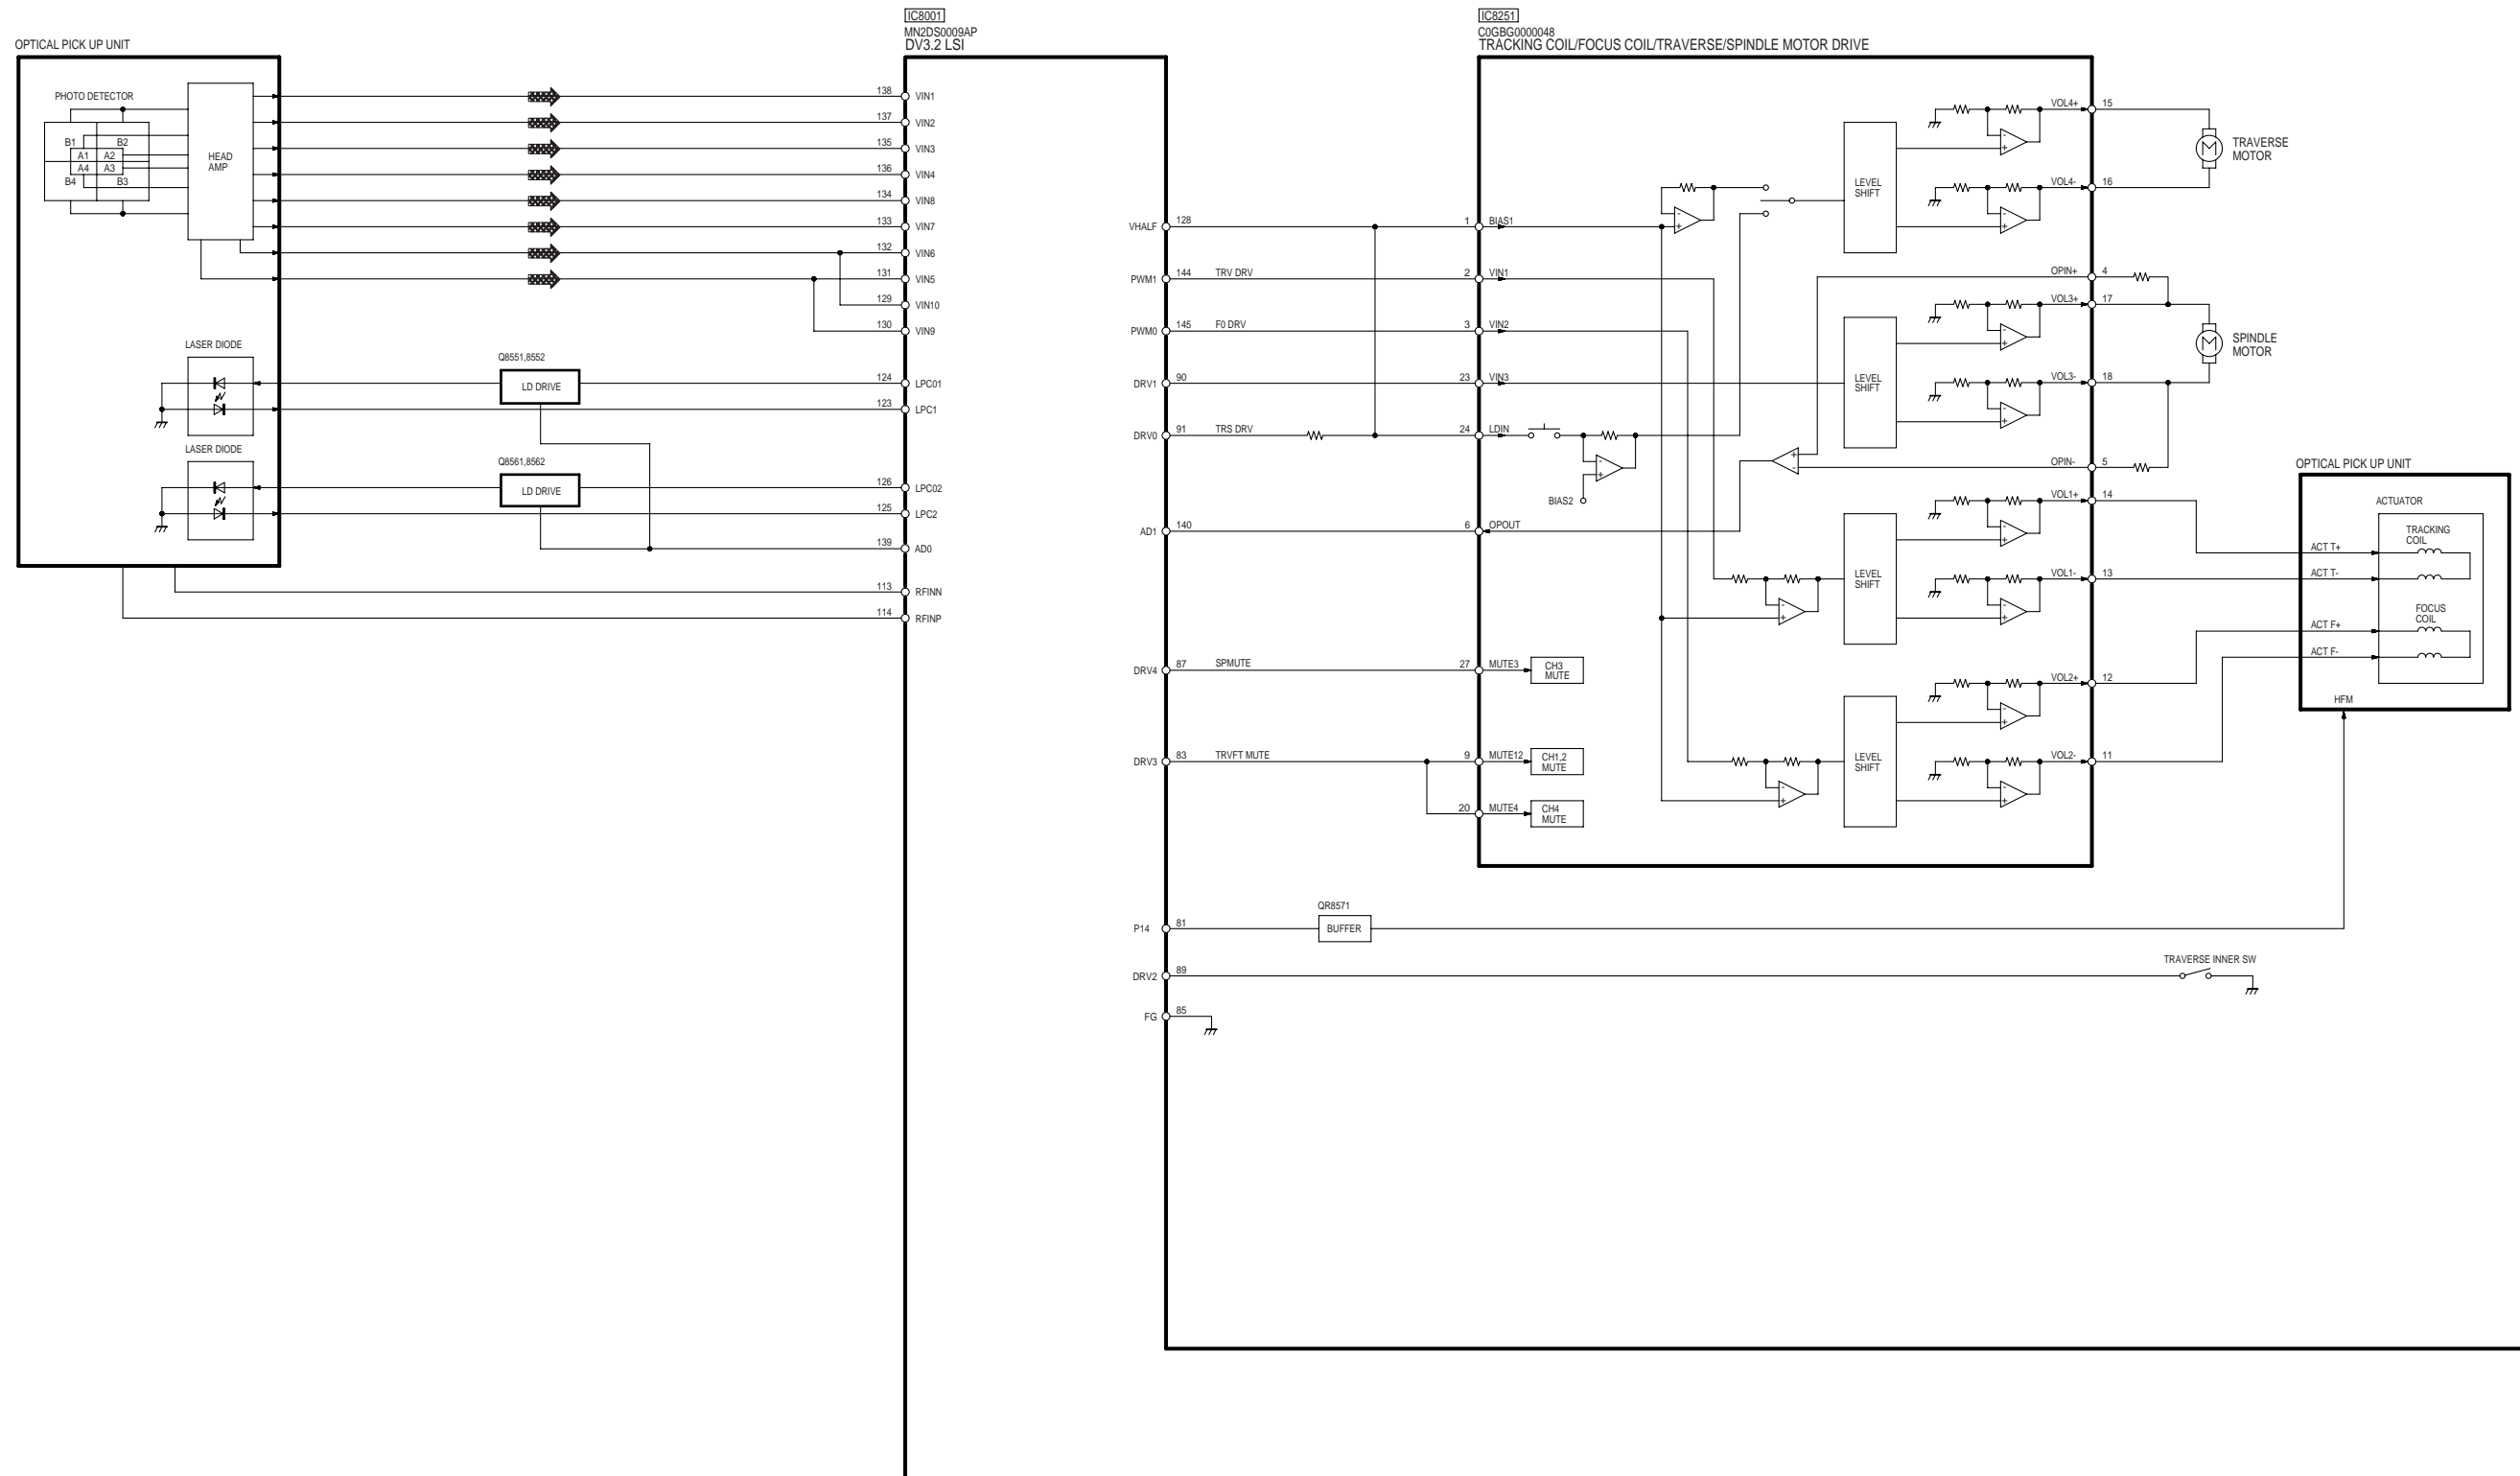 OPTICAL PICK UP UNIT
PHOTO DETECTOR
B1 B2
A1 A2
A4 A3
B4 B3
HEAD
AMP
LASER DIODE
LASER DIODE
Q8551,8552
LD DRIVE
Q8561,8562
LD DRIVE
IC8001
MN2DS0009AP
DV3.2 LSI
138 VIN1
137 VIN2
135 VIN3
136 VIN4
134 VIN8
133 VIN7
132 VIN6
131 VIN5
129 VIN10
130 VIN9
124 LPC01
123 LPC1
126 LPC02
125 LPC2
139 AD0
113 RFINN
114 RFINP
VHALF 128
PWM1 144 TRV DRV
PWM0 145 F0 DRV
DRV1 90
DRV0 91 TRS DRV
AD1 140
DRV4 87 SPMUTE
DRV3 83 TRVFT MUTE
P14 81
DRV2 89
FG 85
QR8571
BUFFER
IC8251
C0GBG0000048
TRACKING COIL/FOCUS COIL/TRAVERSE/SPINDLE MOTOR DRIVE
1 BIAS1
2 VIN1
3 VIN2
23 VIN3
24 LDIN
BIAS2
6 OPOUT
27 MUTE3
CH3
MUTE
9 MUTE12
CH1,2
MUTE
20 MUTE4
CH4
MUTE
LEVEL
SHIFT
LEVEL
SHIFT
LEVEL
SHIFT
LEVEL
SHIFT
- +
- +
- +
- +
- +
- +
- +
- +
- +
- +
- +
- +
+ -
VOL4+ 15
VOL4- 16
OPIN+ 4
VOL3+ 17
VOL3- 18
OPIN- 5
VOL1+ 14
VOL1- 13
VOL2+ 12
VOL2- 11
M
TRAVERSE
MOTOR
M
SPINDLE
MOTOR
OPTICAL PICK UP UNIT
ACTUATOR
TRACKING
COIL
ACT T+
ACT T-
FOCUS
COIL
ACT F+
ACT F-
HFM
TRAVERSE INNER SW